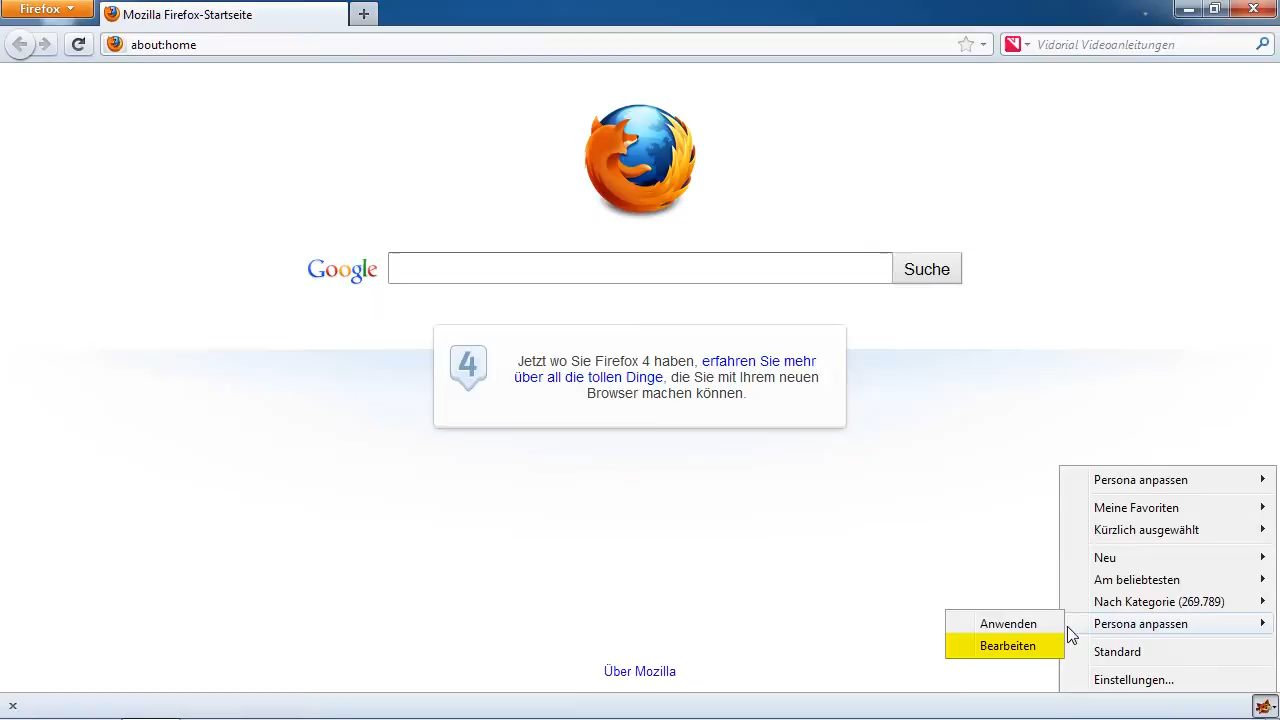 Firefox
Mozilla Firefox-Startseite
about:home
Vidorial Videoanleitungen
Google
Suche
4
Jetzt wo Sie Firefox 4 haben, erfahren Sie mehr
über all die tollen Dinge, die Sie mit Ihrem neuen
Browser machen können.
Persona anpassen
Meine Favoriten
Kürzlich ausgewählt
Neu
Am beliebtesten
Nach Kategorie (269.789)
Persona anpassen
Anwenden
Bearbeiten
Standard
Einstellungen...
Über Mozilla